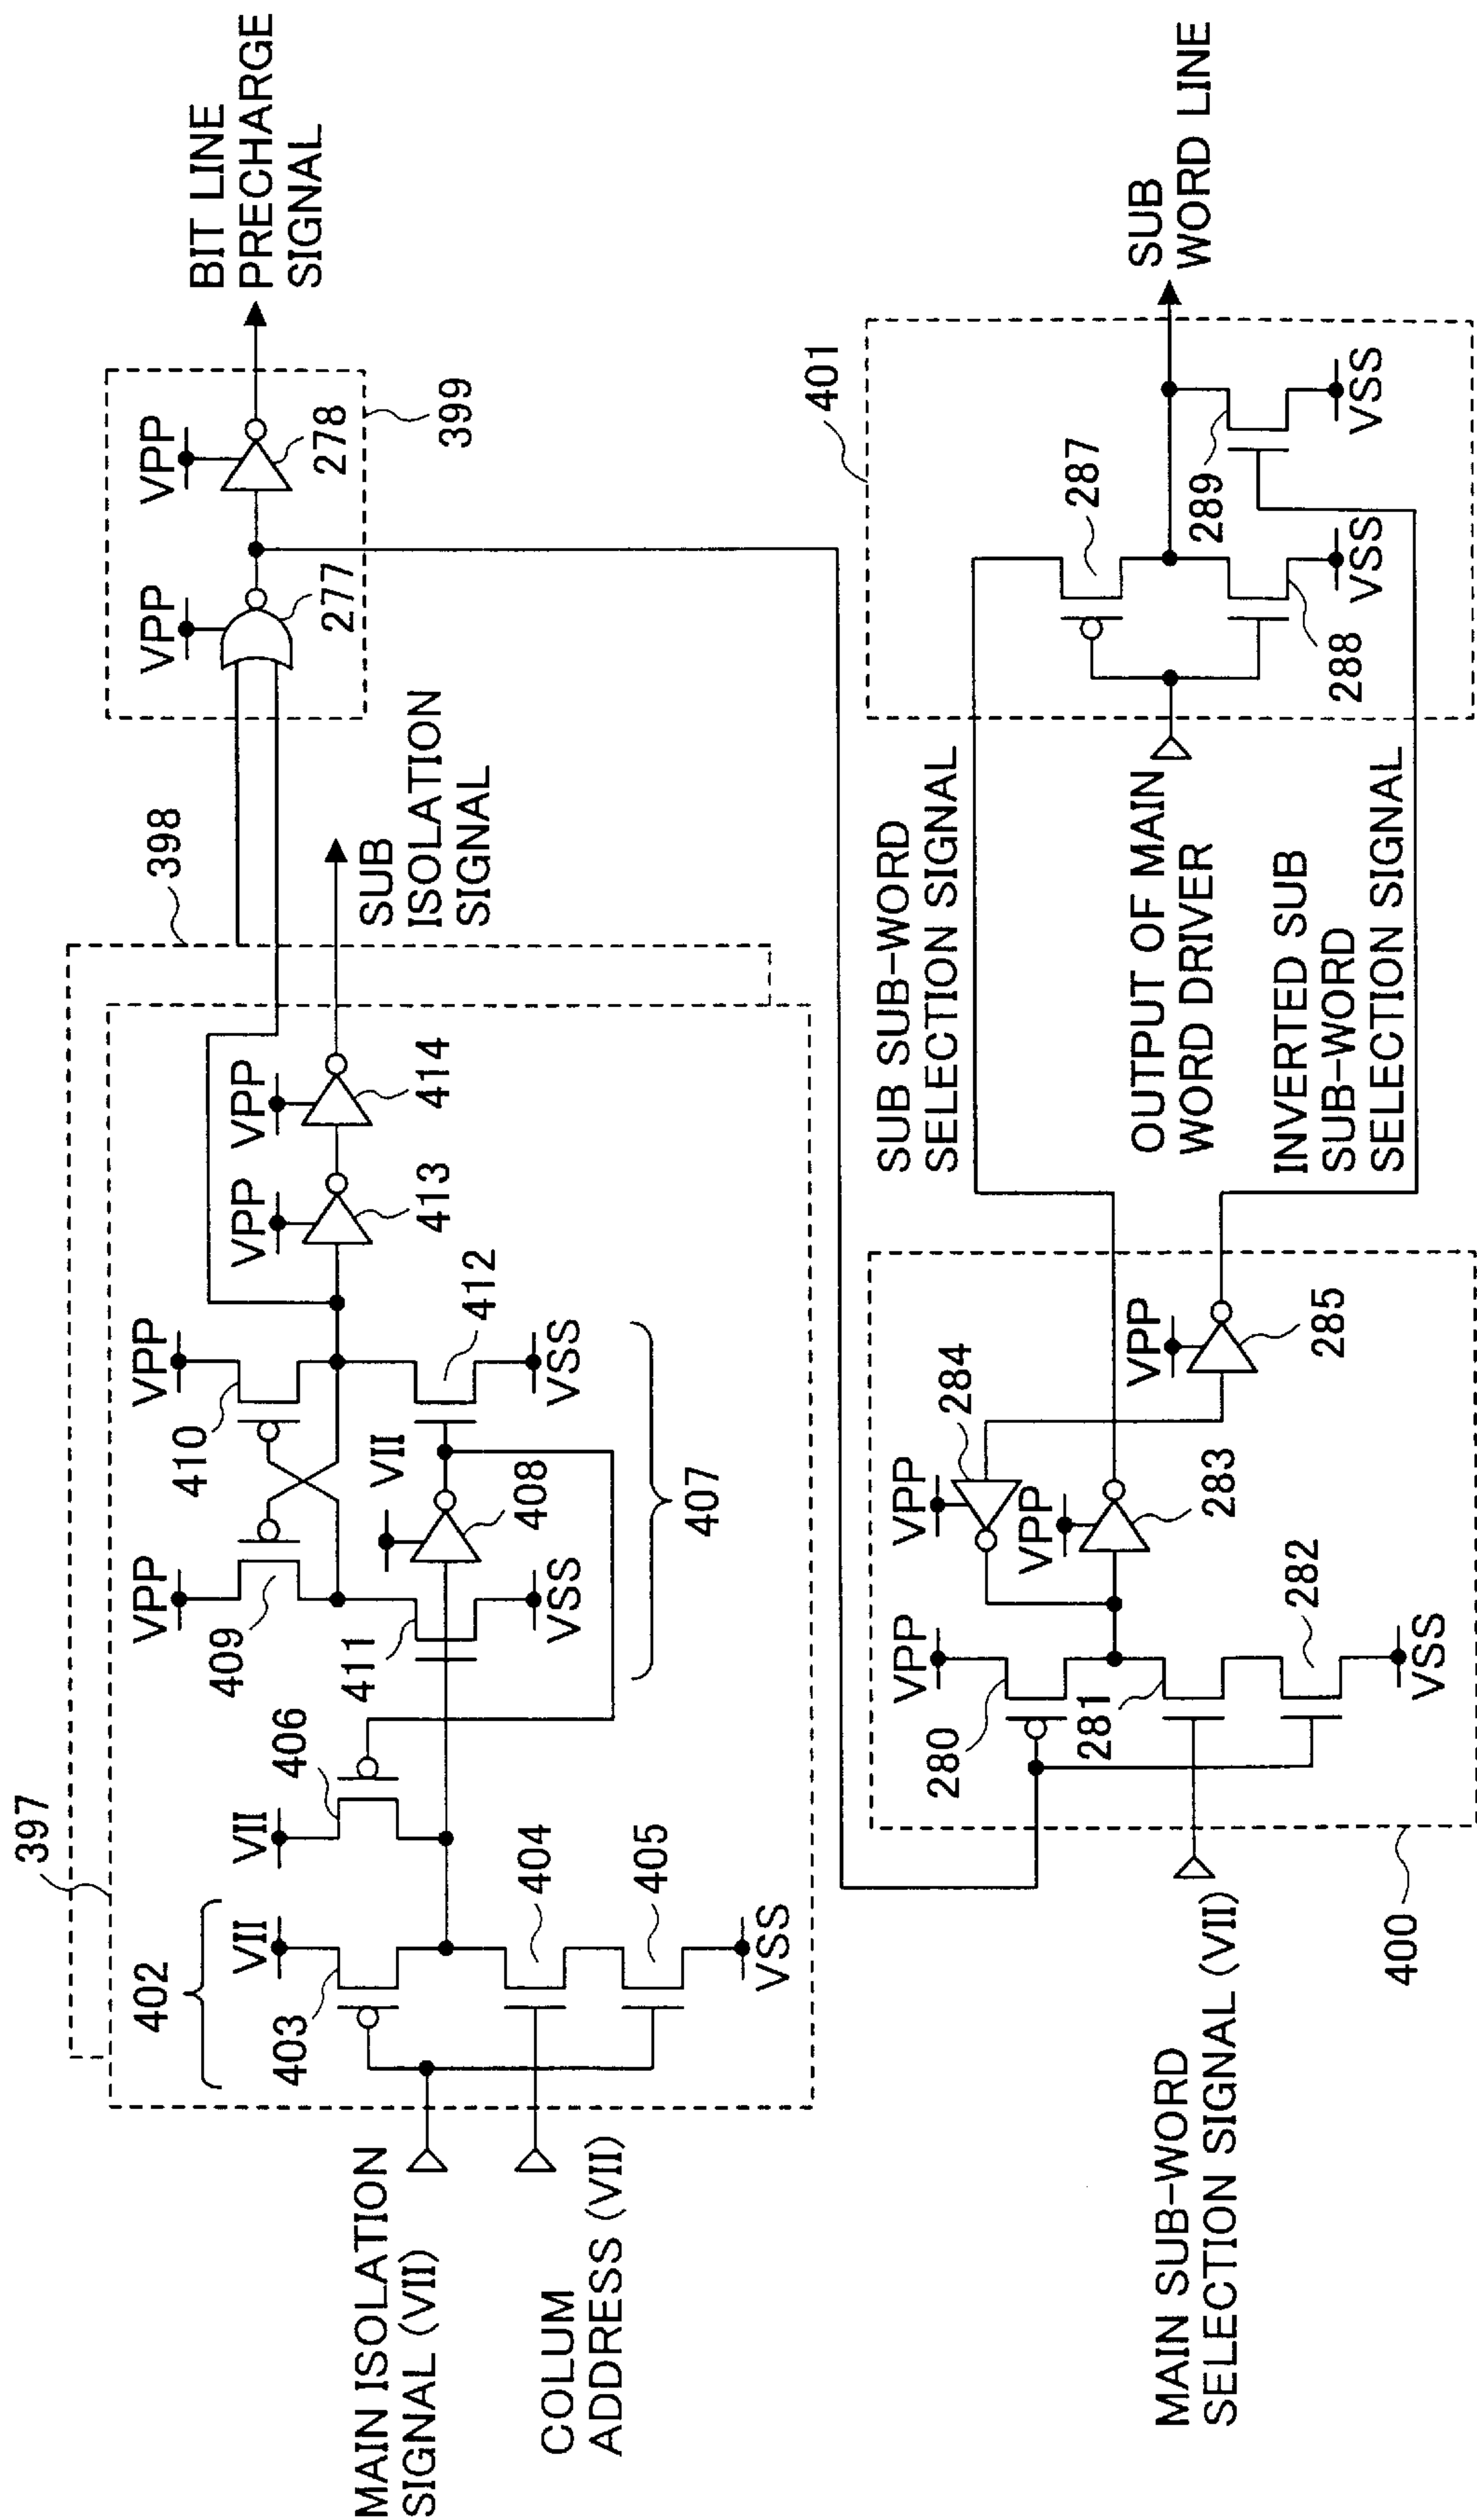 397
402
VII
403
404
405
VSS
MAIN ISOLATION
SIGNAL (VII)
COLUM
ADDRESS (VII)
VII
406
VPP
409
411
VSS
VII
408
VPP
410
412
VSS
407
VPP
413
VPP
414
398
SUB
ISOLATION
SIGNAL
VPP
277
VPP
278
399
BIT LINE
PRECHARGE
SIGNAL
MAIN SUB-WORD
SELECTION SIGNAL (VII)
400
VPP
280
281
282
VSS
VPP
284
VPP
283
VPP
285
SUB SUB-WORD
SELECTION SIGNAL
OUTPUT OF MAIN
WORD DRIVER
INVERTED SUB
SUB-WORD
SELECTION SIGNAL
401
287
288
VSS
289
VSS
SUB
WORD LINE